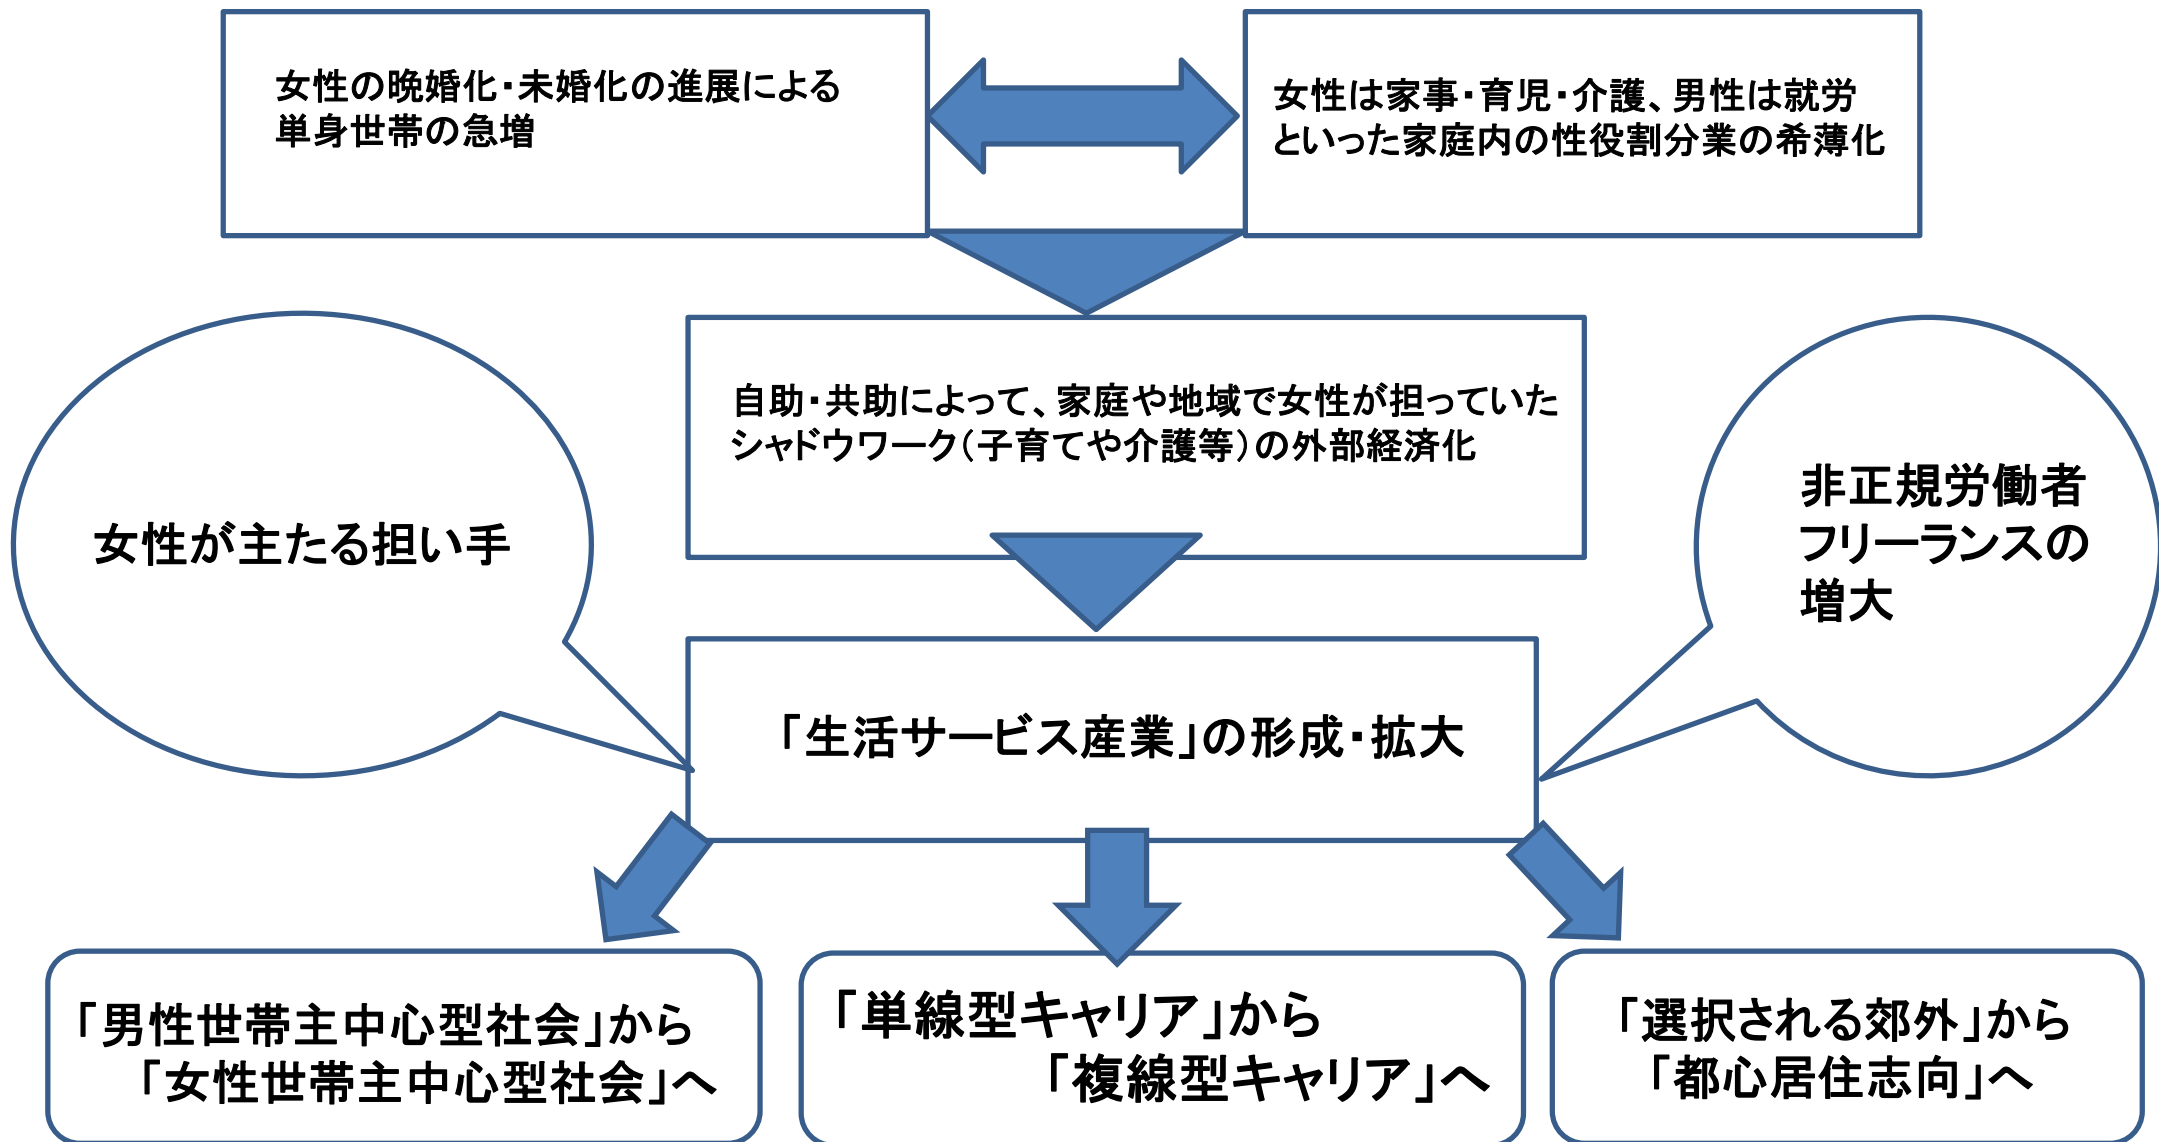 女性の晩婚化・未婚化の進展による
単身世帯の急増
女性は家事・育児・介護、男性は就労
といった家庭内の性役割分業の希薄化
自助・共助によって、家庭や地域で女性が担っていた
シャドウワーク(子育てや介護等)の外部経済化
女性が主たる担い手
非正規労働者
フリーランスの
増大
「生活サービス産業」の形成・拡大
「男性世帯主中心型社会」から
「女性世帯主中心型社会」へ
「単線型キャリア」から
「複線型キャリア」へ
「選択される郊外」から
「都心居住志向」へ